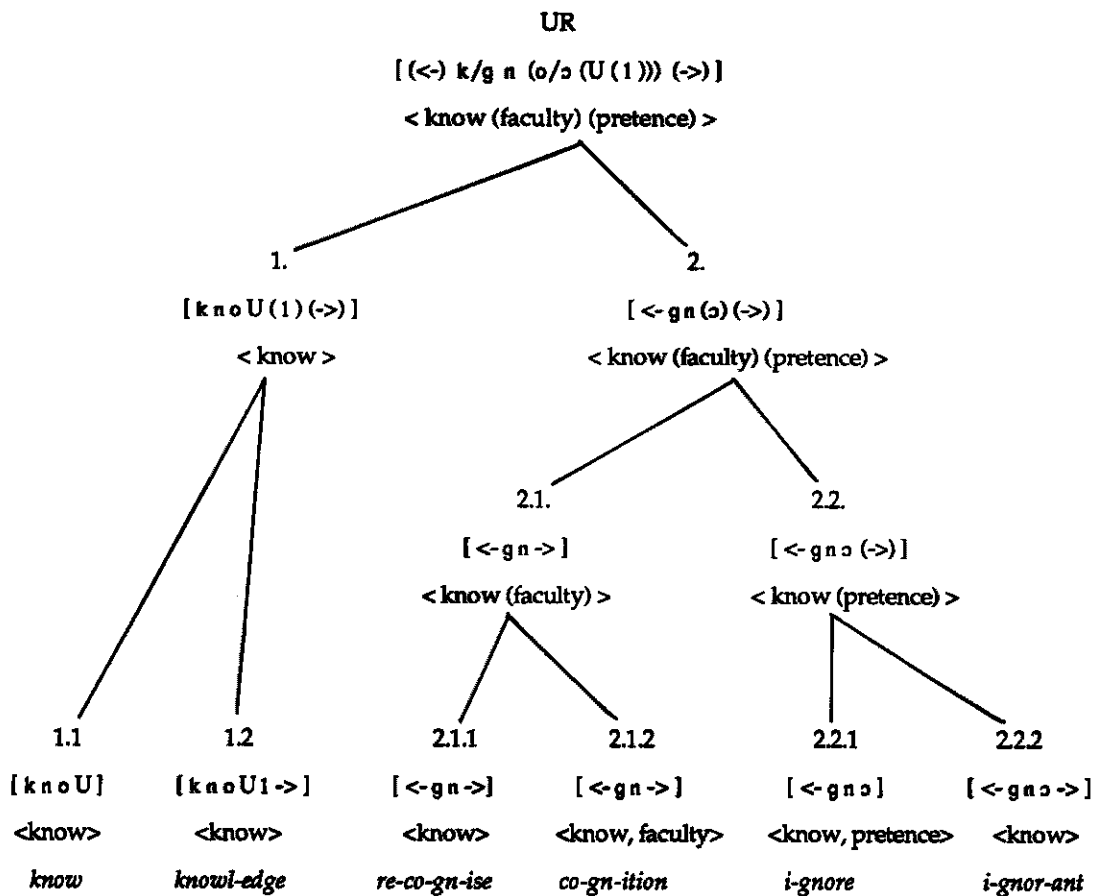 UR
[ (<-) k/g n (o/ɔ (U (1))) (->) ]
< know (faculty) (pretence) >
1. 2.
[ k n o U (1) (->) ] [ <- g n (ɔ) (->) ]
< know > < know (faculty) (pretence) >
2.1. 2.2.
[ <- g n -> ] [ <- g n ɔ (->) ]
< know (faculty) > < know (pretence) >
1.1 1.2 2.1.1 2.1.2 2.2.1 2.2.2
[ k n o U ] [ k n o U 1 -> ] [ <- g n -> ] [ <- g n -> ] [ <- g n ɔ ] [ <- g n ɔ -> ]
<know> <know> <know> <know, faculty> <know, pretence> <know>
know knowl-edge re-co-gn-ise co-gn-ition i-gnore i-gnor-ant